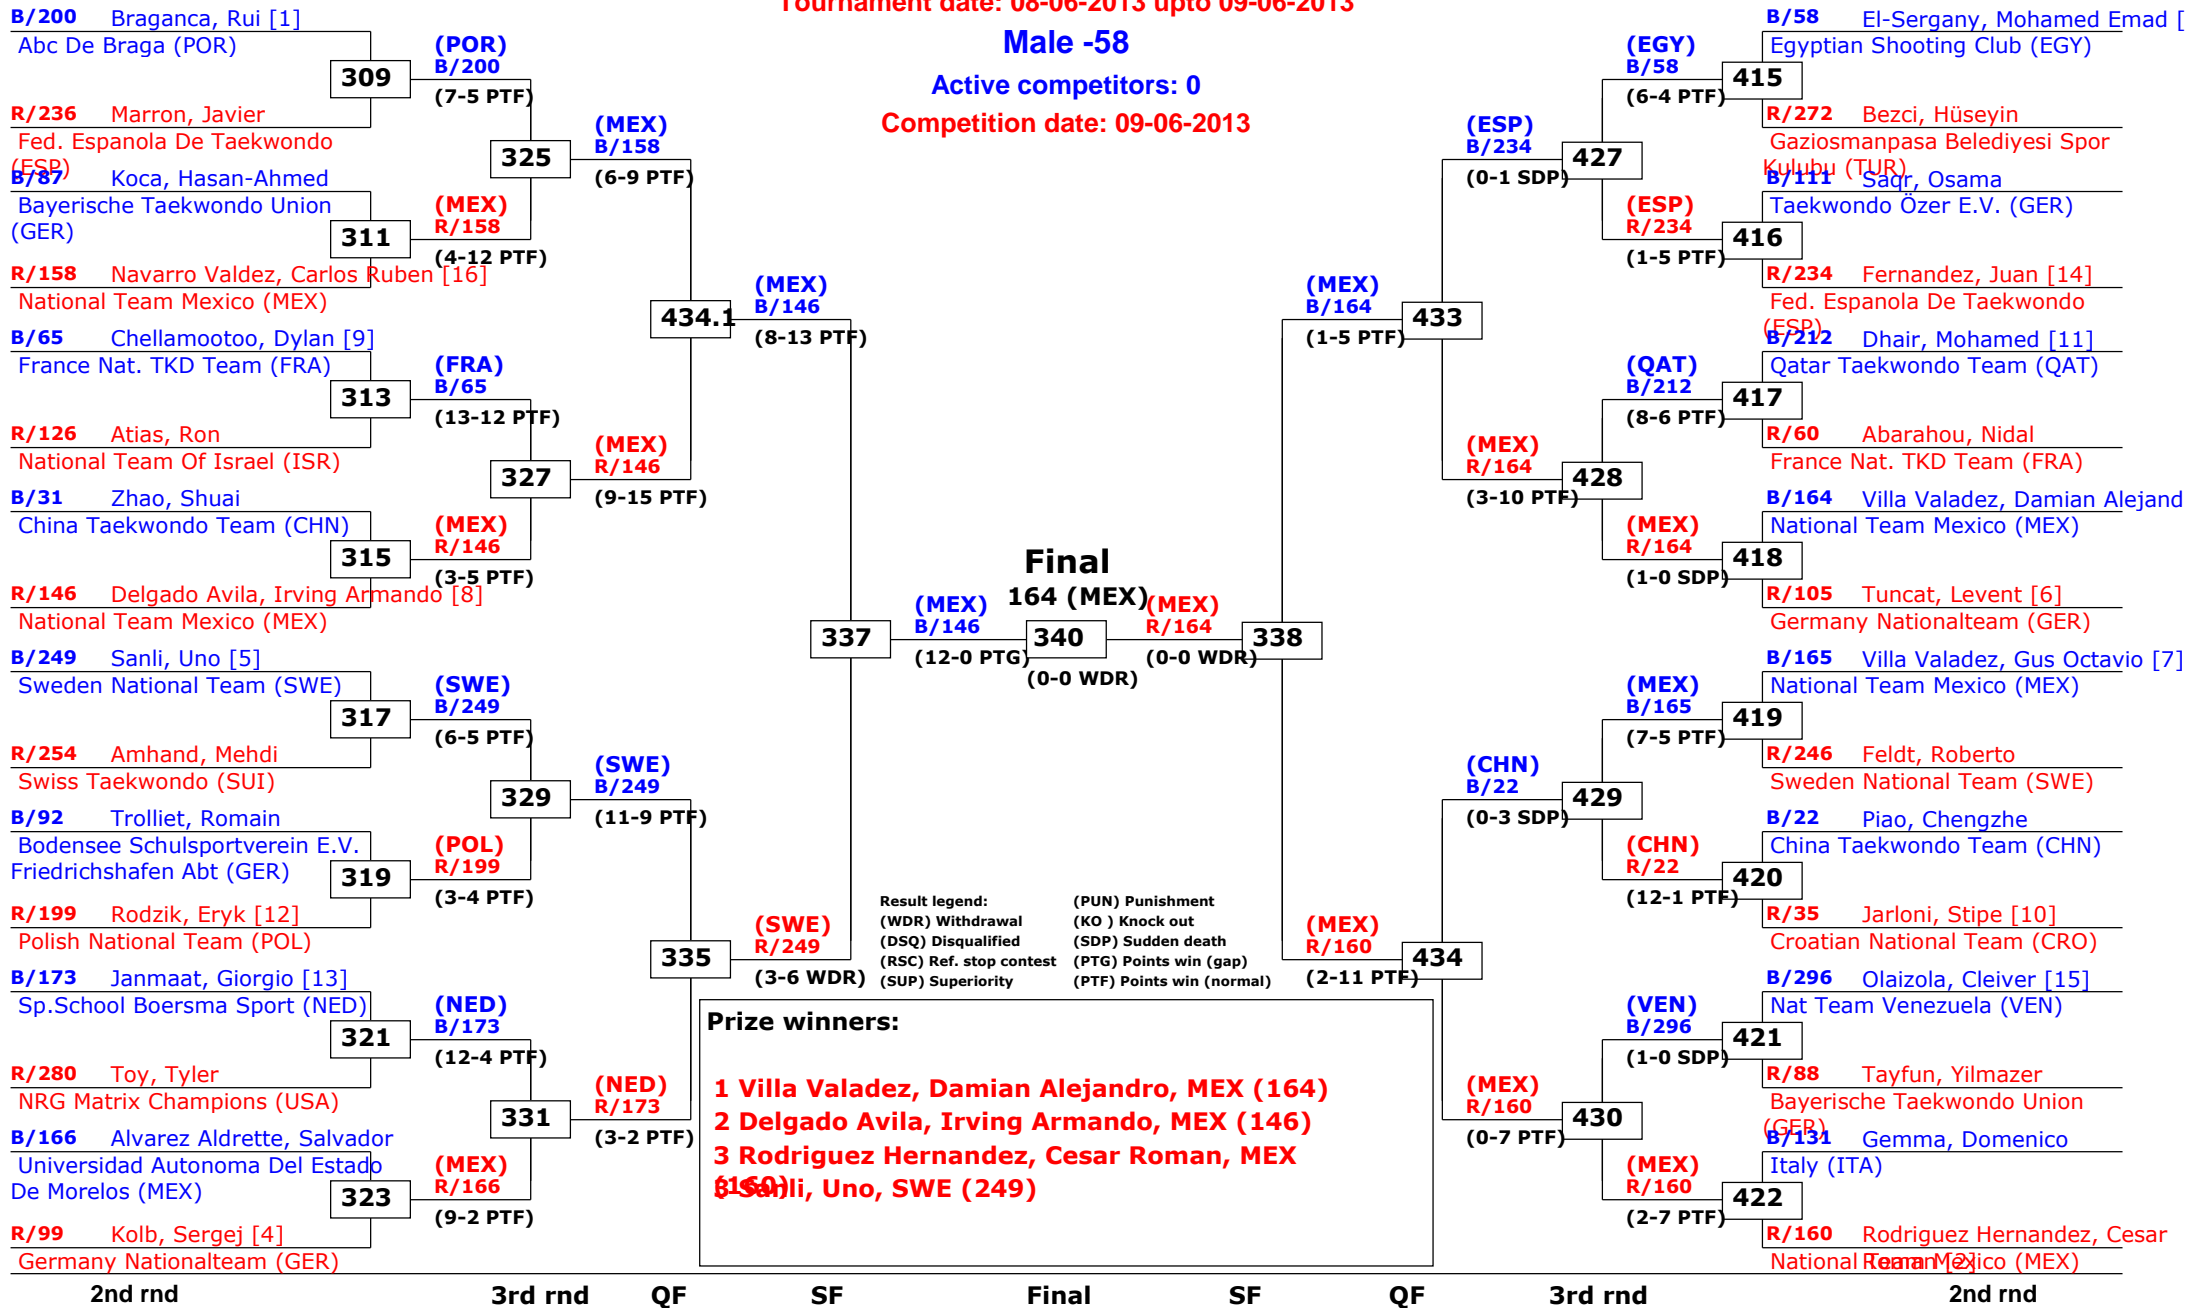 Tournament date: 08-06-2013 upto 09-06-2013
Male -58
Active competitors: 0
Competition date: 09-06-2013
B/200 Braganca, Rui [1]
Abc De Braga (POR)
309
R/236 Marron, Javier
Fed. Espanola De Taekwondo
(ESP)
B/87 Koca, Hasan-Ahmed
Bayerische Taekwondo Union
(GER)
311
R/158 Navarro Valdez, Carlos Ruben [16]
National Team Mexico (MEX)
B/65 Chellamootoo, Dylan [9]
France Nat. TKD Team (FRA)
313
R/126 Atias, Ron
National Team Of Israel (ISR)
B/31 Zhao, Shuai
China Taekwondo Team (CHN)
315
R/146 Delgado Avila, Irving Armando [8]
National Team Mexico (MEX)
B/249 Sanli, Uno [5]
Sweden National Team (SWE)
317
R/254 Amhand, Mehdi
Swiss Taekwondo (SUI)
B/92 Trolliet, Romain
Bodensee Schulsportverein E.V.
Friedrichshafen Abt (GER)
319
R/199 Rodzik, Eryk [12]
Polish National Team (POL)
B/173 Janmaat, Giorgio [13]
Sp.School Boersma Sport (NED)
321
R/280 Toy, Tyler
NRG Matrix Champions (USA)
B/166 Alvarez Aldrette, Salvador
Universidad Autonoma Del Estado
De Morelos (MEX)
323
R/99 Kolb, Sergej [4]
Germany Nationalteam (GER)
(POR)
B/200
(7-5 PTF)
325
(MEX)
R/158
(4-12 PTF)
(FRA)
B/65
(13-12 PTF)
327
(MEX)
R/146
(3-5 PTF)
(SWE)
B/249
(6-5 PTF)
329
(POL)
R/199
(3-4 PTF)
(NED)
B/173
(12-4 PTF)
331
(MEX)
R/166
(9-2 PTF)
(MEX)
B/158
(6-9 PTF)
434.1
(MEX)
R/146
(9-15 PTF)
(SWE)
B/249
(11-9 PTF)
335
(NED)
R/173
(3-2 PTF)
(MEX)
B/146
(8-13 PTF)
337
(SWE)
R/249
(3-6 WDR)
(MEX)
B/146
(12-0 PTG)
Final
164 (MEX)
340
(0-0 WDR)
(MEX)
R/164
(0-0 WDR)
338
(MEX)
B/164
(1-5 PTF)
433
(MEX)
R/160
(2-11 PTF)
434
(ESP)
B/234
(0-1 SDP)
427
(MEX)
R/164
(3-10 PTF)
428
(CHN)
B/22
(0-3 SDP)
429
(MEX)
R/160
(0-7 PTF)
430
(EGY)
B/58
(6-4 PTF)
(ESP)
R/234
(1-5 PTF)
(QAT)
B/212
(8-6 PTF)
(MEX)
R/164
(1-0 SDP)
(MEX)
B/165
(7-5 PTF)
(CHN)
R/22
(12-1 PTF)
(VEN)
B/296
(1-0 SDP)
(MEX)
R/160
(2-7 PTF)
B/58 El-Sergany, Mohamed Emad [
Egyptian Shooting Club (EGY)
415
R/272 Bezci, Hüseyin
Gaziosmanpasa Belediyesi Spor
Kulubu (TUR)
B/111 Saqr, Osama
Taekwondo Özer E.V. (GER)
416
R/234 Fernandez, Juan [14]
Fed. Espanola De Taekwondo
(ESP)
B/212 Dhair, Mohamed [11]
Qatar Taekwondo Team (QAT)
417
R/60 Abarahou, Nidal
France Nat. TKD Team (FRA)
B/164 Villa Valadez, Damian Alejand
National Team Mexico (MEX)
418
R/105 Tuncat, Levent [6]
Germany Nationalteam (GER)
B/165 Villa Valadez, Gus Octavio [7]
National Team Mexico (MEX)
419
R/246 Feldt, Roberto
Sweden National Team (SWE)
B/22 Piao, Chengzhe
China Taekwondo Team (CHN)
420
R/35 Jarloni, Stipe [10]
Croatian National Team (CRO)
B/296 Olaizola, Cleiver [15]
Nat Team Venezuela (VEN)
421
R/88 Tayfun, Yilmazer
Bayerische Taekwondo Union
(GER)
B/131 Gemma, Domenico
Italy (ITA)
422
R/160 Rodriguez Hernandez, Cesar
Roman [2]
National Team Mexico (MEX)
Result legend:
(WDR) Withdrawal
(DSQ) Disqualified
(RSC) Ref. stop contest
(SUP) Superiority
(PUN) Punishment
(KO ) Knock out
(SDP) Sudden death
(PTG) Points win (gap)
(PTF) Points win (normal)
Prize winners:
1 Villa Valadez, Damian Alejandro, MEX (164)
2 Delgado Avila, Irving Armando, MEX (146)
3 Rodriguez Hernandez, Cesar Roman, MEX
(160)
3 Sanli, Uno, SWE (249)
2nd rnd 3rd rnd QF SF Final SF QF 3rd rnd 2nd rnd